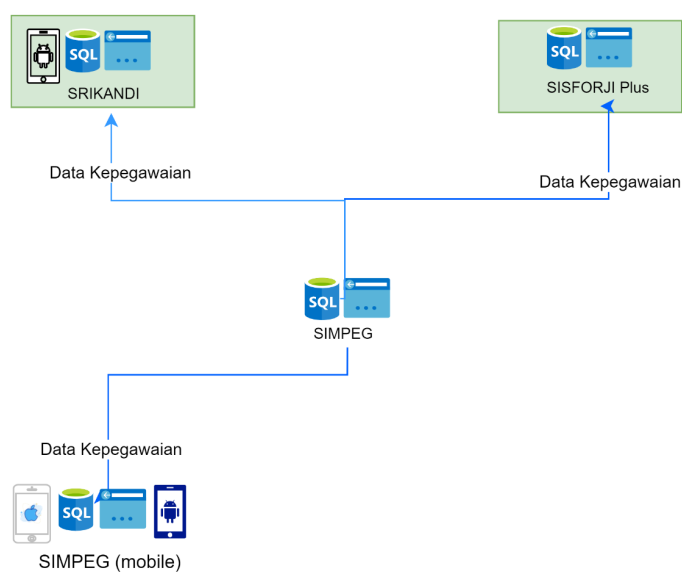 SQL
SRIKANDI
SQL
SISFORJI Plus
Data Kepegawaian
Data Kepegawaian
SQL
SIMPEG
Data Kepegawaian
SQL
SIMPEG (mobile)